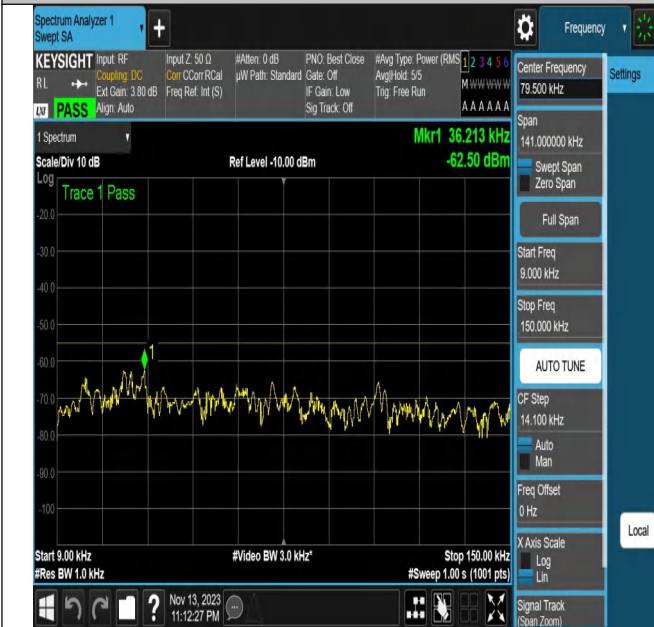 Spectrum Analyzer 1
Swept SA
+
Frequency
KEYSIGHT
RL
LXI PASS
Input: RF
Coupling: DC
Ext Gain: 3.80 dB
Align: Auto
Input Z: 50 Ω
Corr CCorr RCal
Freq Ref: Int (S)
#Atten: 0 dB
µW Path: Standard
PNO: Best Close
Gate: Off
IF Gain: Low
Sig Track: Off
#Avg Type: Power (RMS
Avg|Hold: 5/5
Trig: Free Run
1 2 3 4 5 6
M W W W W W
A A A A A A
1 Spectrum
Scale/Div 10 dB
Ref Level -10.00 dBm
Mkr1 36.213 kHz
-62.50 dBm
Log
Trace 1 Pass
-20.0
-30.0
-40.0
-50.0
-60.0
-70.0
-80.0
-90.0
-100
1
Start 9.00 kHz
#Res BW 1.0 kHz
#Video BW 3.0 kHz*
Stop 150.00 kHz
#Sweep 1.00 s (1001 pts)
?
Nov 13, 2023
11:12:27 PM
Center Frequency
79.500 kHz
Settings
Span
141.000000 kHz
Swept Span
Zero Span
Full Span
Start Freq
9.000 kHz
Stop Freq
150.000 kHz
AUTO TUNE
CF Step
14.100 kHz
Auto
Man
Freq Offset
0 Hz
X Axis Scale
Log
Lin
Local
Signal Track
(Span Zoom)